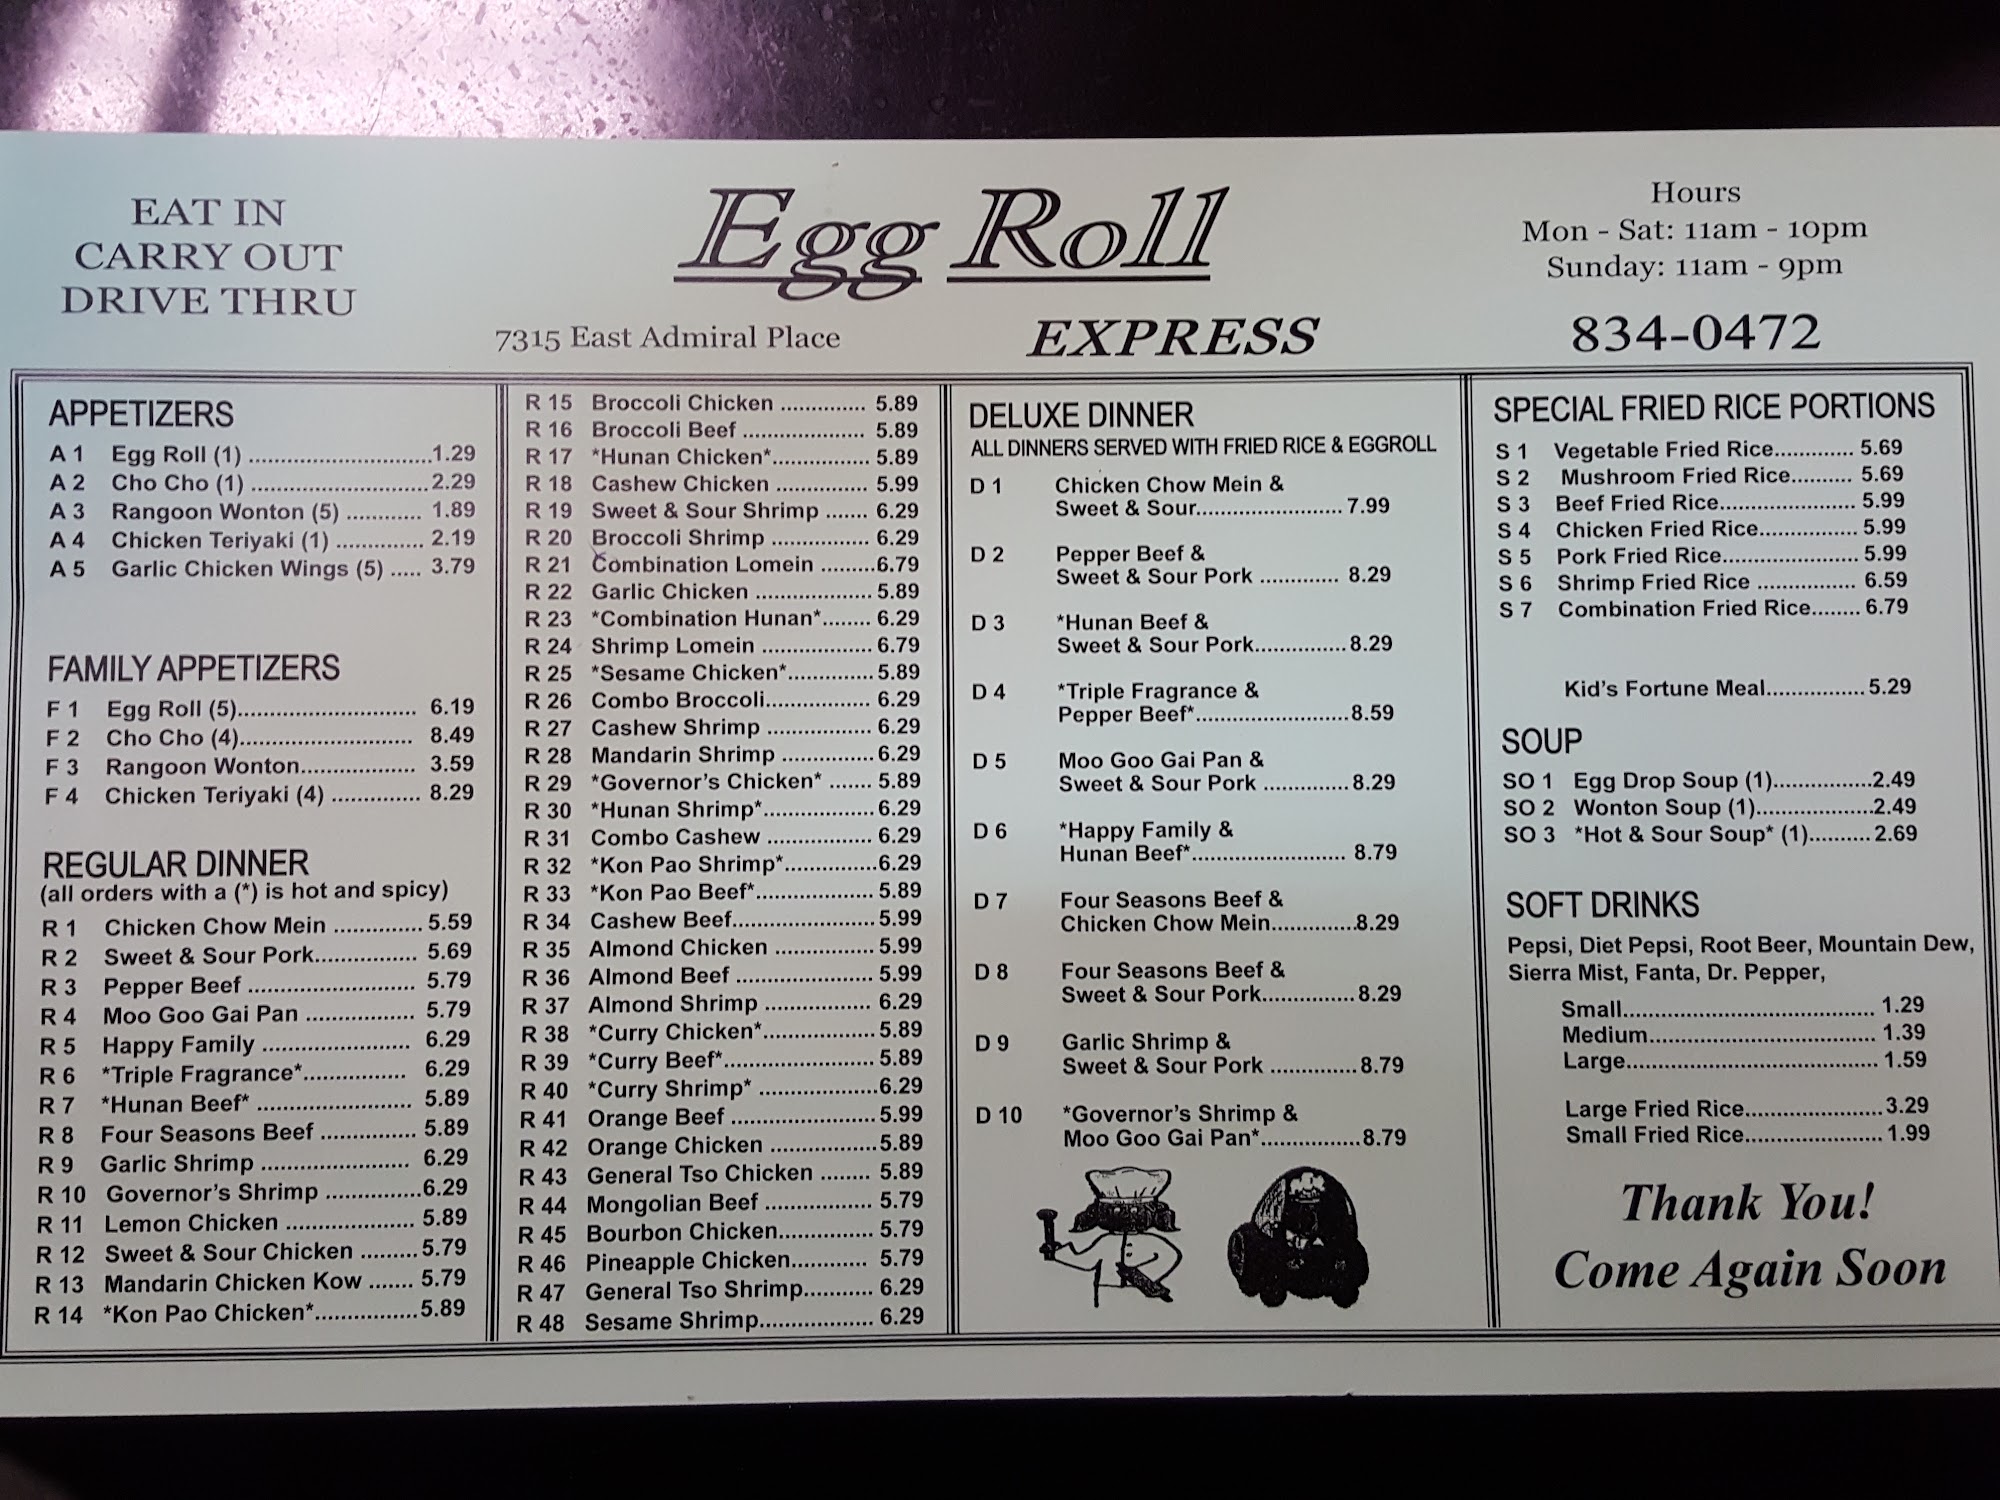 EAT IN
CARRY OUT
DRIVE THRU
Egg Roll
EXPRESS
7315 East Admiral Place
Hours
Mon - Sat: 11am - 10pm
Sunday: 11am - 9pm
834-0472
APPETIZERS
A 1 Egg Roll (1) ..............................1.29
A 2 Cho Cho (1) .............................2.29
A 3 Rangoon Wonton (5) ............ 1.89
A 4 Chicken Teriyaki (1) .............. 2.19
A 5 Garlic Chicken Wings (5) ..... 3.79
FAMILY APPETIZERS
F 1 Egg Roll (5)............................. 6.19
F 2 Cho Cho (4)............................ 8.49
F 3 Rangoon Wonton................... 3.59
F 4 Chicken Teriyaki (4) .............. 8.29
REGULAR DINNER
(all orders with a (*) is hot and spicy)
R 1 Chicken Chow Mein .............. 5.59
R 2 Sweet & Sour Pork................. 5.69
R 3 Pepper Beef ........................... 5.79
R 4 Moo Goo Gai Pan .................. 5.79
R 5 Happy Family ........................ 6.29
R 6 *Triple Fragrance*................. 6.29
R 7 *Hunan Beef* ......................... 5.89
R 8 Four Seasons Beef ................ 5.89
R 9 Garlic Shrimp ........................ 6.29
R 10 Governor's Shrimp ...............6.29
R 11 Lemon Chicken ..................... 5.89
R 12 Sweet & Sour Chicken .........5.79
R 13 Mandarin Chicken Kow ....... 5.79
R 14 *Kon Pao Chicken*.................5.89
R 15 Broccoli Chicken .............. 5.89
R 16 Broccoli Beef .................... 5.89
R 17 *Hunan Chicken*................ 5.89
R 18 Cashew Chicken ............... 5.99
R 19 Sweet & Sour Shrimp ....... 6.29
R 20 Broccoli Shrimp ................ 6.29
R 21 Combination Lomein .........6.79
R 22 Garlic Chicken ................... 5.89
R 23 *Combination Hunan*........ 6.29
R 24 Shrimp Lomein .................. 6.79
R 25 *Sesame Chicken*..............5.89
R 26 Combo Broccoli................. 6.29
R 27 Cashew Shrimp ................. 6.29
R 28 Mandarin Shrimp ............... 6.29
R 29 *Governor's Chicken* ....... 5.89
R 30 *Hunan Shrimp*.................. 6.29
R 31 Combo Cashew ................. 6.29
R 32 *Kon Pao Shrimp*...............6.29
R 33 *Kon Pao Beef*................... 5.89
R 34 Cashew Beef....................... 5.99
R 35 Almond Chicken ................ 5.99
R 36 Almond Beef ...................... 5.99
R 37 Almond Shrimp ................. 6.29
R 38 *Curry Chicken*..................5.89
R 39 *Curry Beef*........................ 5.89
R 40 *Curry Shrimp* ...................6.29
R 41 Orange Beef ....................... 5.99
R 42 Orange Chicken .................5.89
R 43 General Tso Chicken ........ 5.89
R 44 Mongolian Beef ................. 5.79
R 45 Bourbon Chicken............... 5.79
R 46 Pineapple Chicken............ 5.79
R 47 General Tso Shrimp.......... 6.29
R 48 Sesame Shrimp.................. 6.29
DELUXE DINNER
ALL DINNERS SERVED WITH FRIED RICE & EGGROLL
D 1 Chicken Chow Mein &
Sweet & Sour........................ 7.99
D 2 Pepper Beef &
Sweet & Sour Pork ............. 8.29
D 3 *Hunan Beef &
Sweet & Sour Pork...............8.29
D 4 *Triple Fragrance &
Pepper Beef*.........................8.59
D 5 Moo Goo Gai Pan &
Sweet & Sour Pork ..............8.29
D 6 *Happy Family &
Hunan Beef*......................... 8.79
D 7 Four Seasons Beef &
Chicken Chow Mein..............8.29
D 8 Four Seasons Beef &
Sweet & Sour Pork...............8.29
D 9 Garlic Shrimp &
Sweet & Sour Pork ..............8.79
D 10 *Governor's Shrimp &
Moo Goo Gai Pan*................8.79
SPECIAL FRIED RICE PORTIONS
S 1 Vegetable Fried Rice............. 5.69
S 2 Mushroom Fried Rice.......... 5.69
S 3 Beef Fried Rice...................... 5.99
S 4 Chicken Fried Rice................ 5.99
S 5 Pork Fried Rice...................... 5.99
S 6 Shrimp Fried Rice ................ 6.59
S 7 Combination Fried Rice........ 6.79
Kid's Fortune Meal................5.29
SOUP
SO 1 Egg Drop Soup (1)................2.49
SO 2 Wonton Soup (1)...................2.49
SO 3 *Hot & Sour Soup* (1)..........2.69
SOFT DRINKS
Pepsi, Diet Pepsi, Root Beer, Mountain Dew,
Sierra Mist, Fanta, Dr. Pepper,
Small......................................... 1.29
Medium..................................... 1.39
Large......................................... 1.59
Large Fried Rice.......................3.29
Small Fried Rice....................... 1.99
Thank You!
Come Again Soon